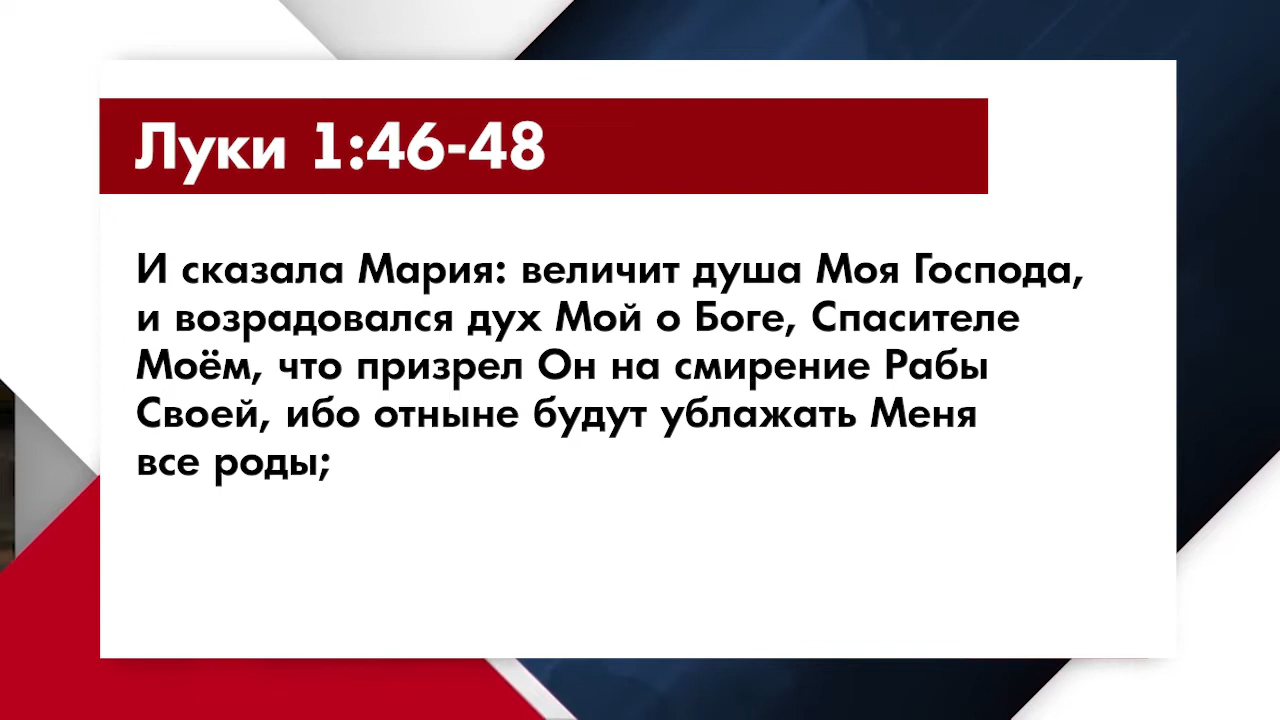 Луки 1:46-48
И сказала Мария: величит душа Моя Господа,
и возрадовался дух Мой о Боге, Спасителе
Моём, что призрел Он на смирение Рабы
Своей, ибо отныне будут ублажать Меня
все роды;